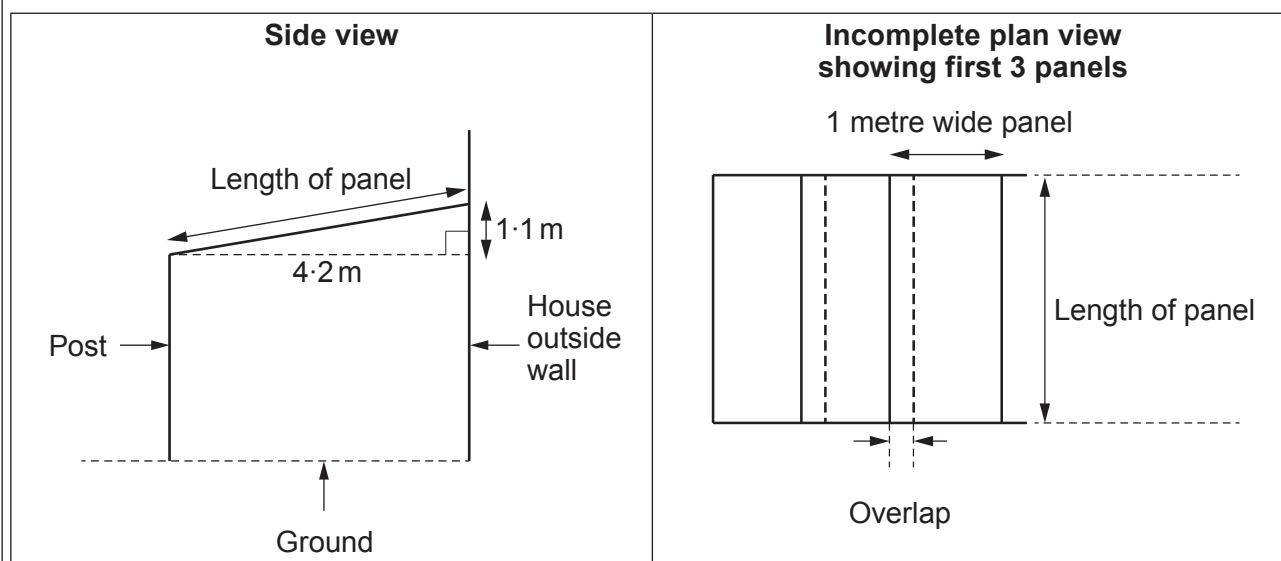 Side view
Length of panel
1·1 m
4·2 m
Post
House
outside
wall
Ground
Incomplete plan view
showing first 3 panels
1 metre wide panel
Length of panel
Overlap